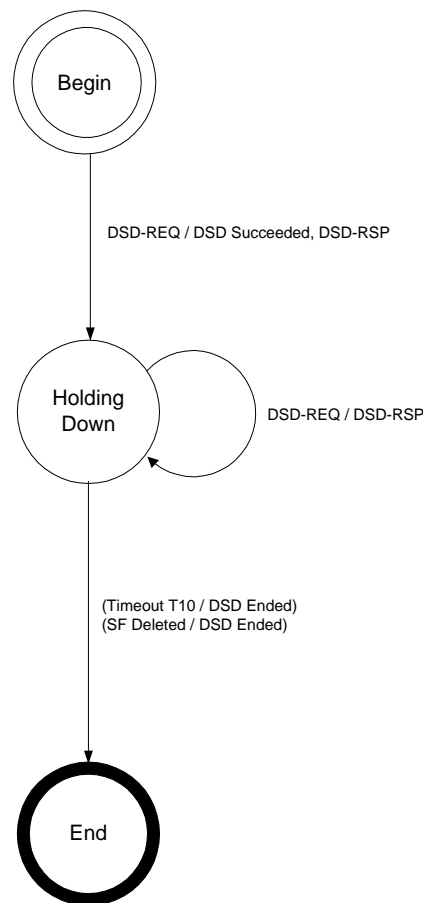 Begin
DSD-REQ / DSD Succeeded, DSD-RSP
Holding
Down
DSD-REQ / DSD-RSP
(Timeout T10 / DSD Ended)
(SF Deleted / DSD Ended)
End